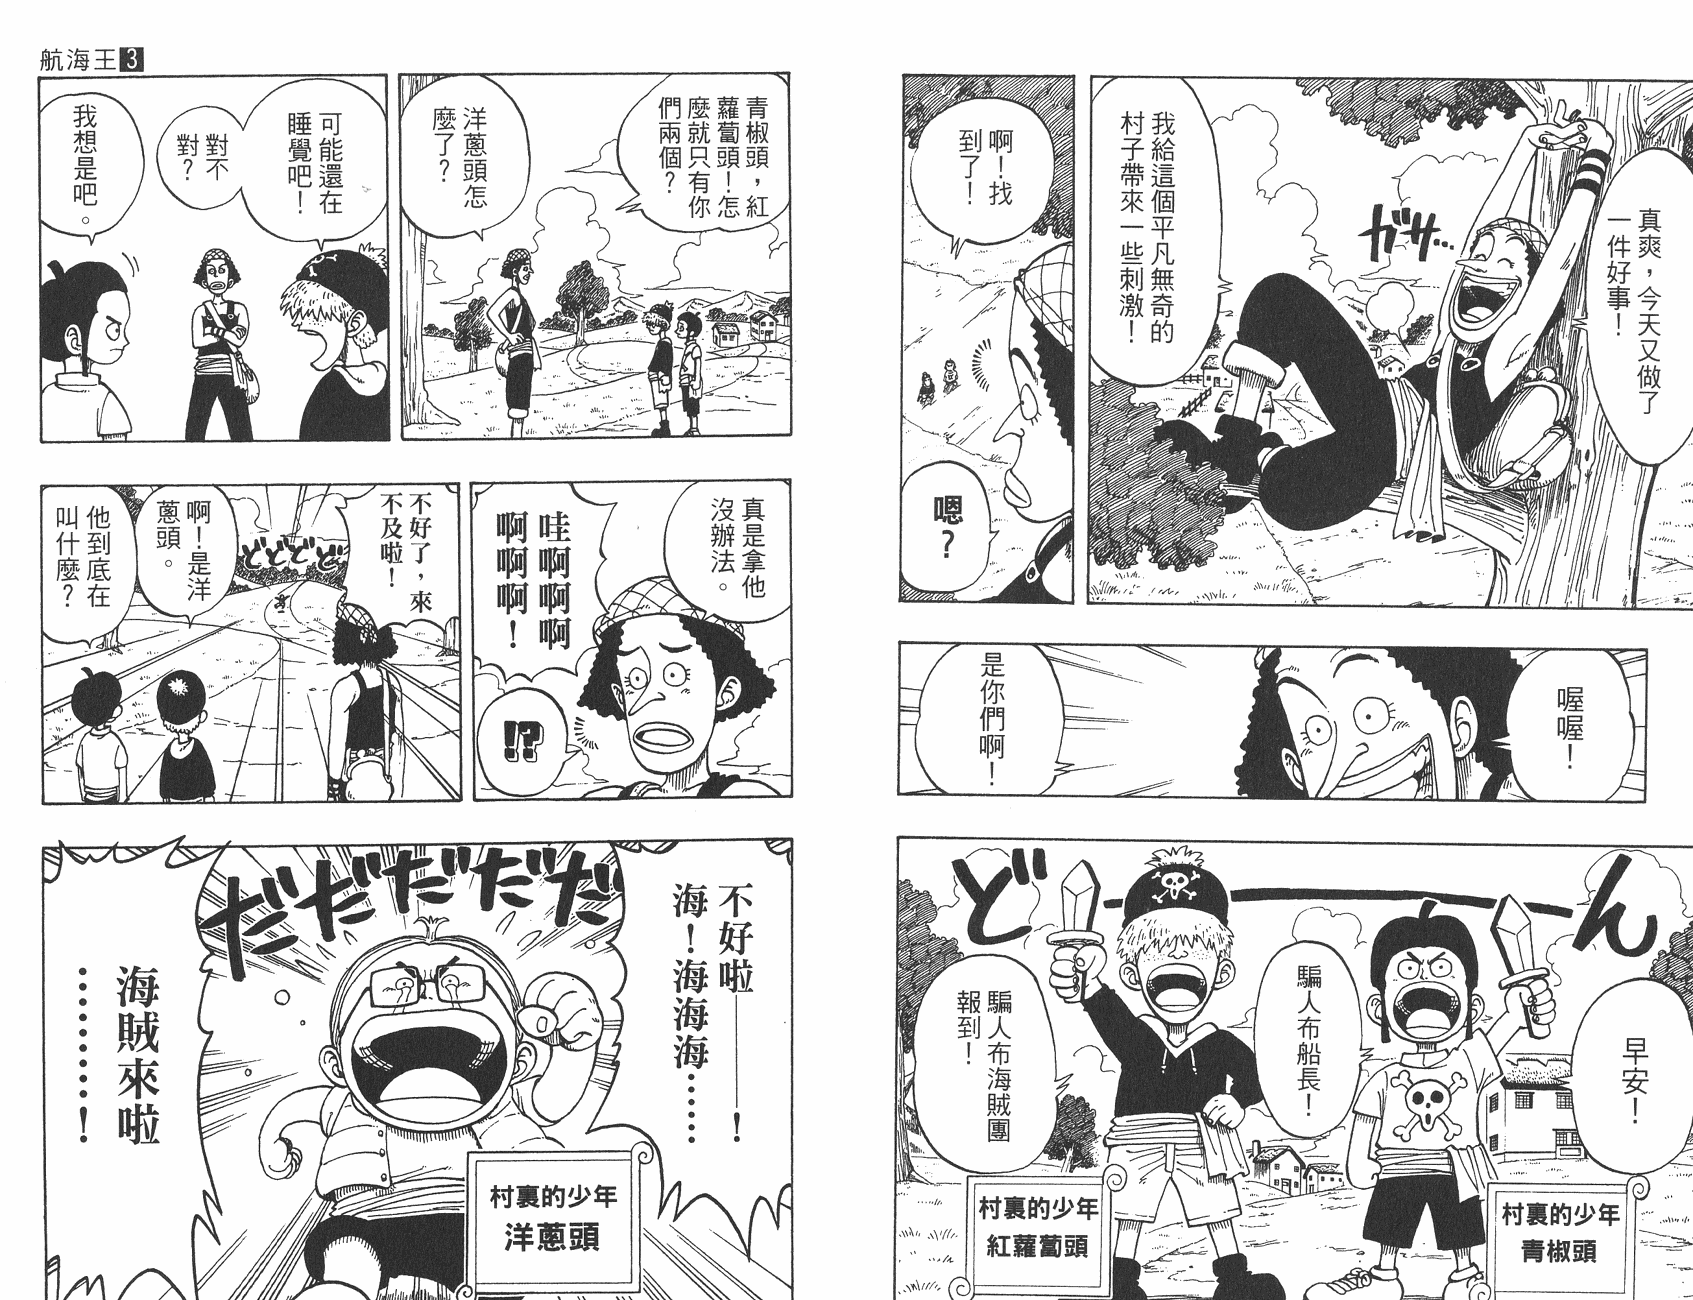 真爽，今天又做了
一件好事！
ガサ…
我給這個平凡無奇的
村子帶來一些刺激！
啊！找
到了！
嗯？
喔喔！
是你們啊！
どーん
早安！
騙人布船長！
騙人布海賊團
報到！
村裏的少年
青椒頭
村裏的少年
紅蘿蔔頭
航海王3
青椒頭，紅
蘿蔔頭！怎
麼就只有你
們兩個？
洋蔥頭怎
麼了？
可能還在
睡覺吧！
對不
對？
我想是吧。
真是拿他
沒辦法。
哇啊啊啊
啊啊啊！
!?
不好了，來
不及啦！
どどどど
啊！是洋
蔥頭。
他到底在
叫什麼？
不好啦——！
海！海海海……
だだだだだ
海賊來啦
………！
村裏的少年
洋蔥頭